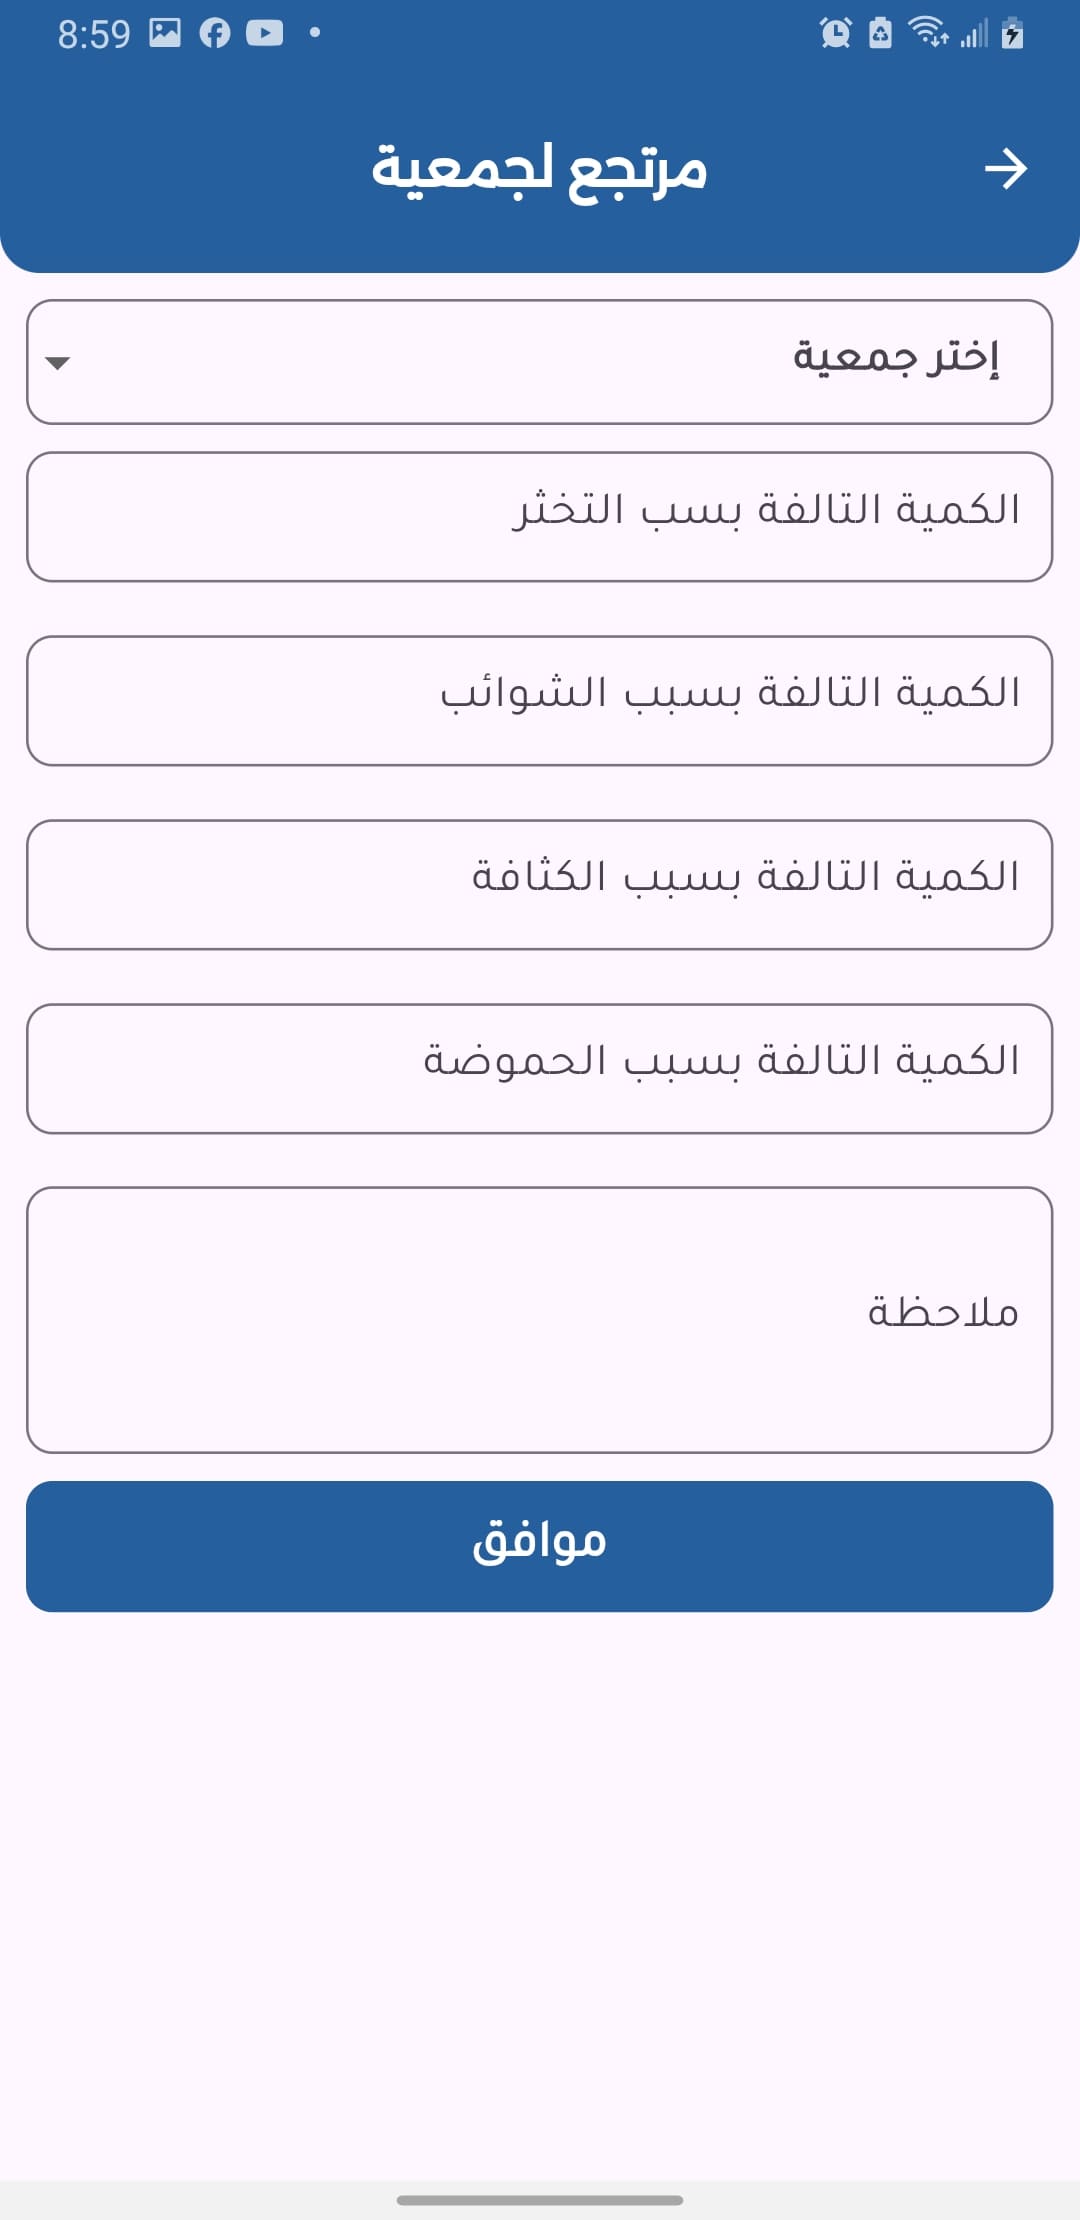 8:59
مرتجع لجمعية
إختر جمعية
الكمية التالفة بسب التخثر
الكمية التالفة بسبب الشوائب
الكمية التالفة بسبب الكثافة
الكمية التالفة بسبب الحموضة
ملاحظة
موافق